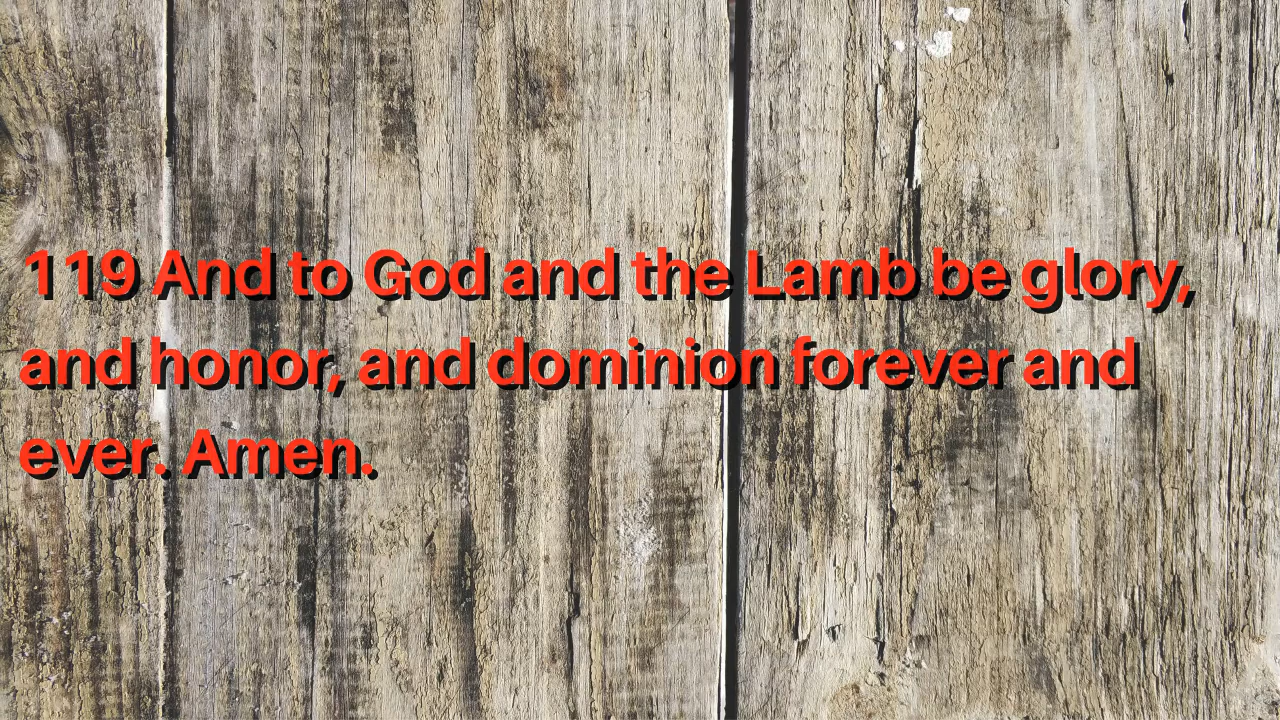 119 And to God and the Lamb be glory,
and honor, and dominion forever and
ever. Amen.